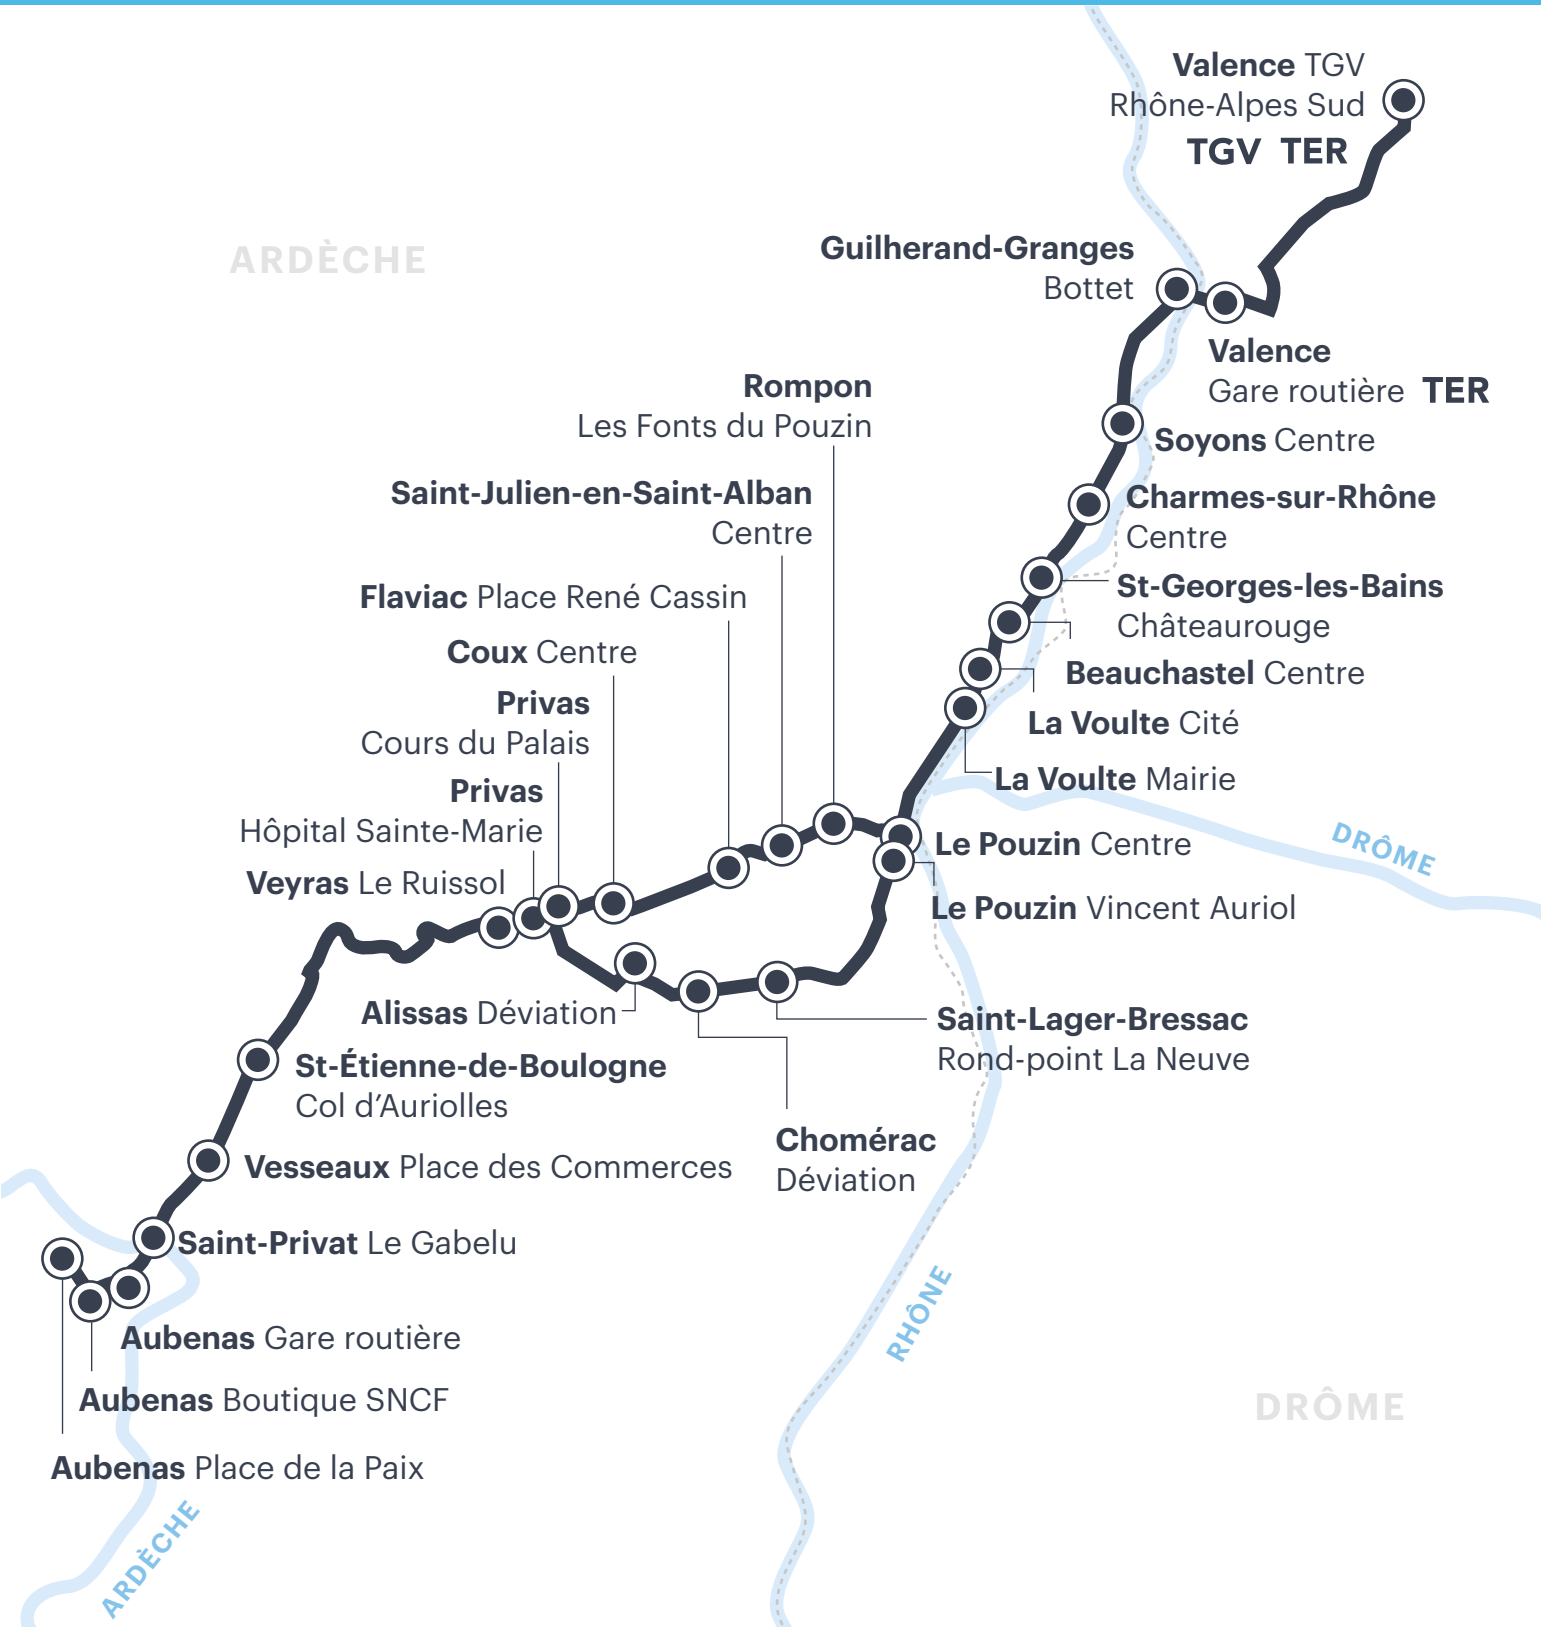 Valence TGV
Rhône-Alpes Sud
TGV TER
ARDÈCHE
Guilherand-Granges
Bottet
Valence
Gare routière TER
Rompon
Les Fonts du Pouzin
Soyons Centre
Saint-Julien-en-Saint-Alban
Centre
Charmes-sur-Rhône
Centre
Flaviac Place René Cassin
St-Georges-les-Bains
Châteaurouge
Coux Centre
Beauchastel Centre
Privas
Cours du Palais
La Voulte Cité
La Voulte Mairie
Privas
Hôpital Sainte-Marie
Le Pouzin Centre
DRÔME
Veyras Le Ruissol
Le Pouzin Vincent Auriol
Alissas Déviation
Saint-Lager-Bressac
Rond-point La Neuve
St-Étienne-de-Boulogne
Col d’Auriolles
Chomérac
Déviation
Vesseaux Place des Commerces
Saint-Privat Le Gabelu
RHÔNE
Aubenas Gare routière
Aubenas Boutique SNCF
DRÔME
Aubenas Place de la Paix
ARDÈCHE